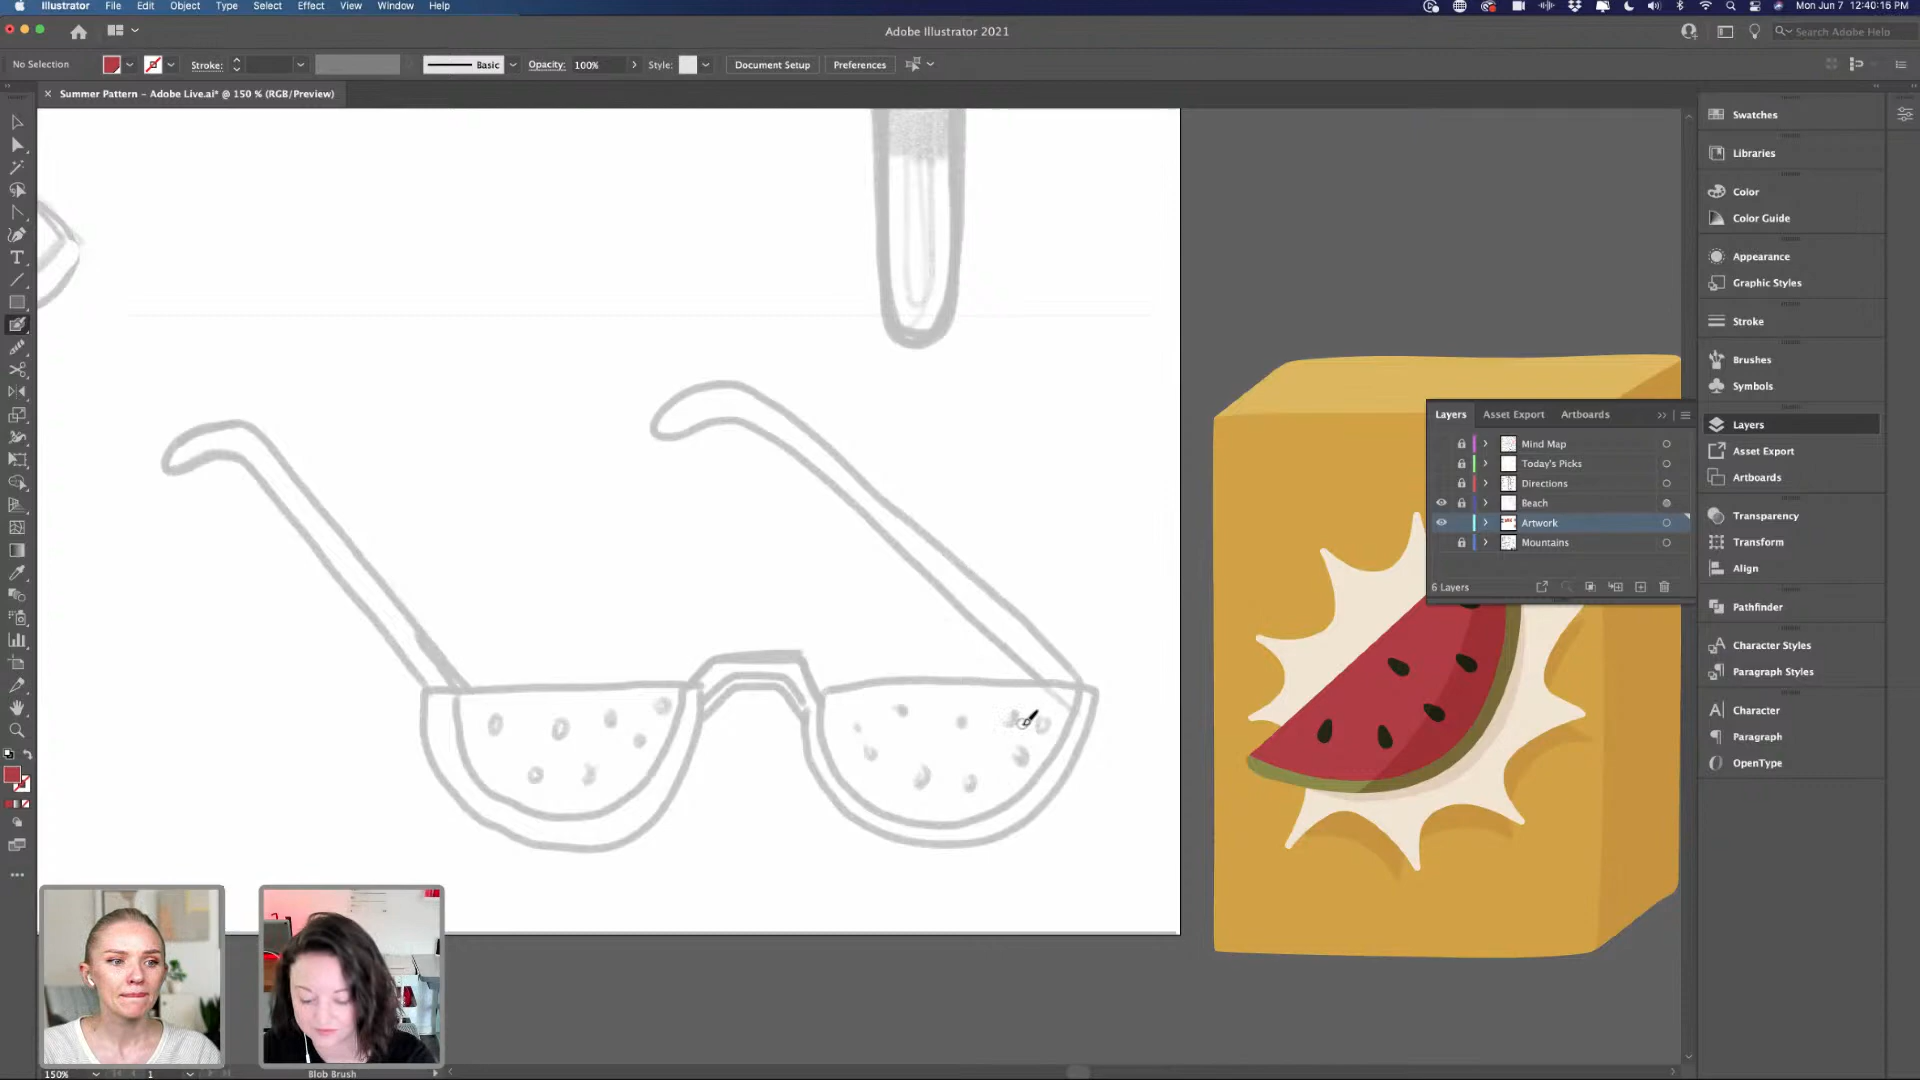 Illustrator File Edit Object Type Select Effect View Window Help
Mon Jun 7 12:40:16 PM
Adobe Illustrator 2021
Search Adobe Help
No Selection Stroke: Basic Opacity: 100% Style: Document Setup Preferences
× Summer Pattern – Adobe Live.ai* @ 150 % (RGB/Preview)
Swatches
Libraries
Color
Color Guide
Appearance
Graphic Styles
Stroke
Brushes
Symbols
Layers
Asset Export
Artboards
Transparency
Transform
Align
Pathfinder
Character Styles
Paragraph Styles
Character
Paragraph
OpenType
Layers Asset Export Artboards
Mind Map
Today's Picks
Directions
Beach
Artwork
Mountains
6 Layers
150% 1 Blob Brush